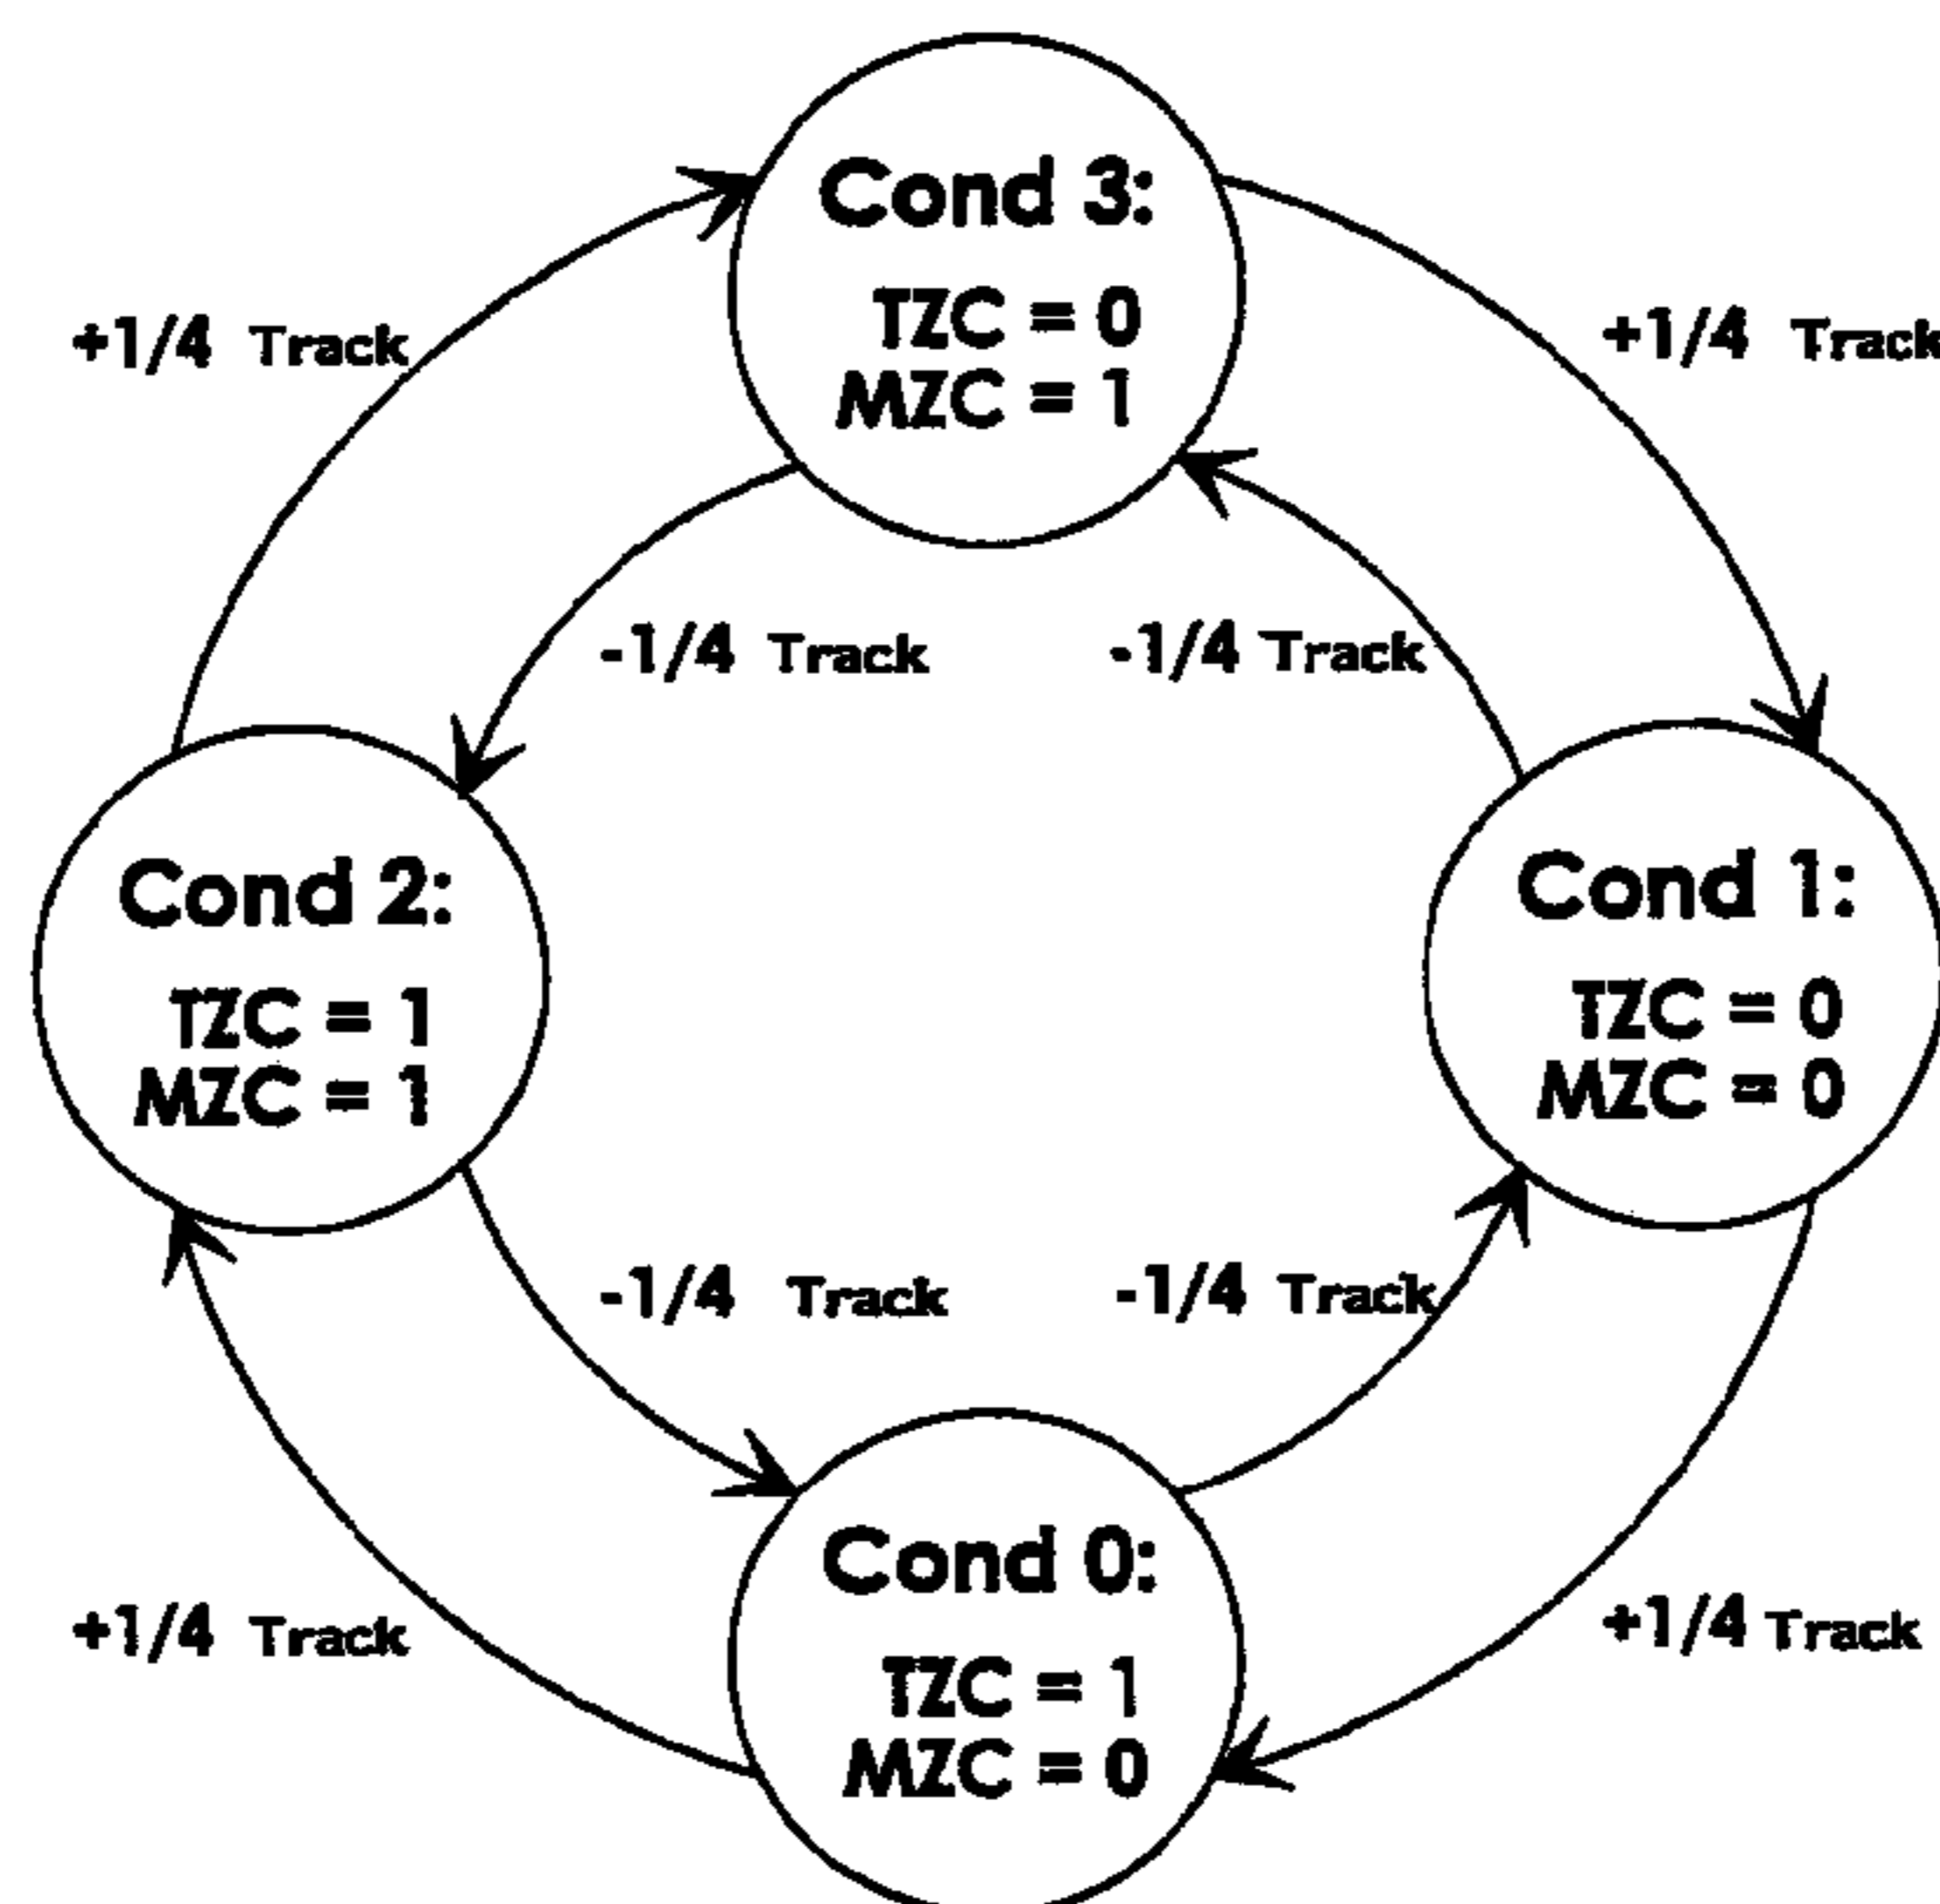 Cond 3:
TZC = 0
MZC = 1
+1/4 Track
+1/4 Track
-1/4 Track
-1/4 Track
Cond 2:
TZC = 1
MZC = 1
Cond 1:
TZC = 0
MZC = 0
-1/4 Track
-1/4 Track
Cond 0:
TZC = 1
MZC = 0
+1/4 Track
+1/4 Track